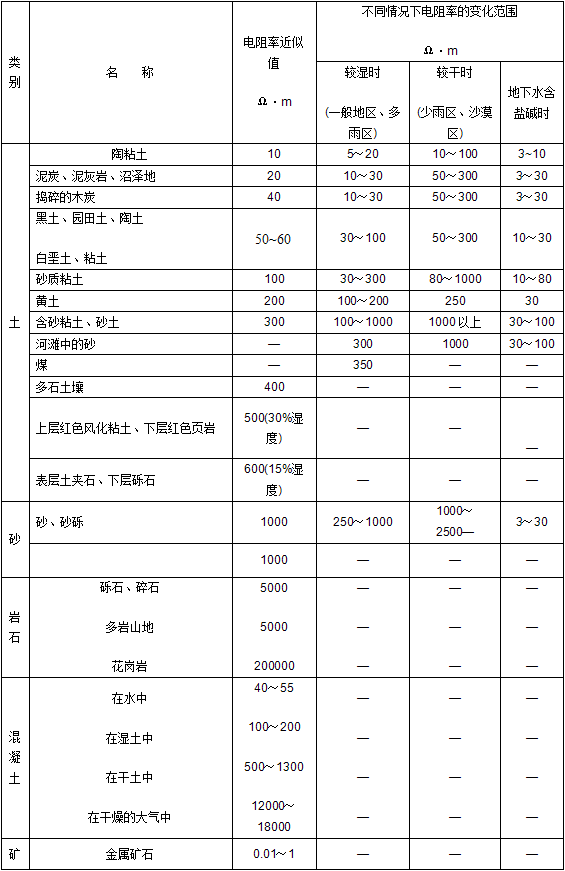 类别 名 称 电阻率近似值 Ω·m 不同情况下电阻率的变化范围 Ω·m
较湿时 (一般地区、多雨区) 较干时 (少雨区、沙漠区) 地下水含盐碱时
土 陶粘土 10 5～20 10～100 3~10
泥炭、泥灰岩、沼泽地 20 10～30 50～300 3～30
捣碎的木炭 40 10～30 50～300 3～30
黑土、园田土、陶土 白垩土、粘土 50~60 30～100 50～300 10～30
砂质粘土 100 30～300 80～1000 10～80
黄土 200 100～200 250 30
含砂粘土、砂土 300 100～1000 1000以上 30～100
河滩中的砂 — 300 1000 30～100
煤 — 350 — —
多石土壤 400 — — —
上层红色风化粘土、下层红色页岩 500(30%湿度) — — —
表层土夹石、下层砾石 600(15%湿度) — — —
砂 砂、砂砾 1000 250～1000 1000～2500— 3～30
1000 — — —
岩石 砾石、碎石 5000 — — —
多岩山地 5000 — — —
花岗岩 200000 — — —
混凝土 在水中 40～55 — — —
在湿土中 100～200 — — —
在干土中 500～1300 — — —
在干燥的大气中 12000～18000 — — —
矿 金属矿石 0.01～1 — — —